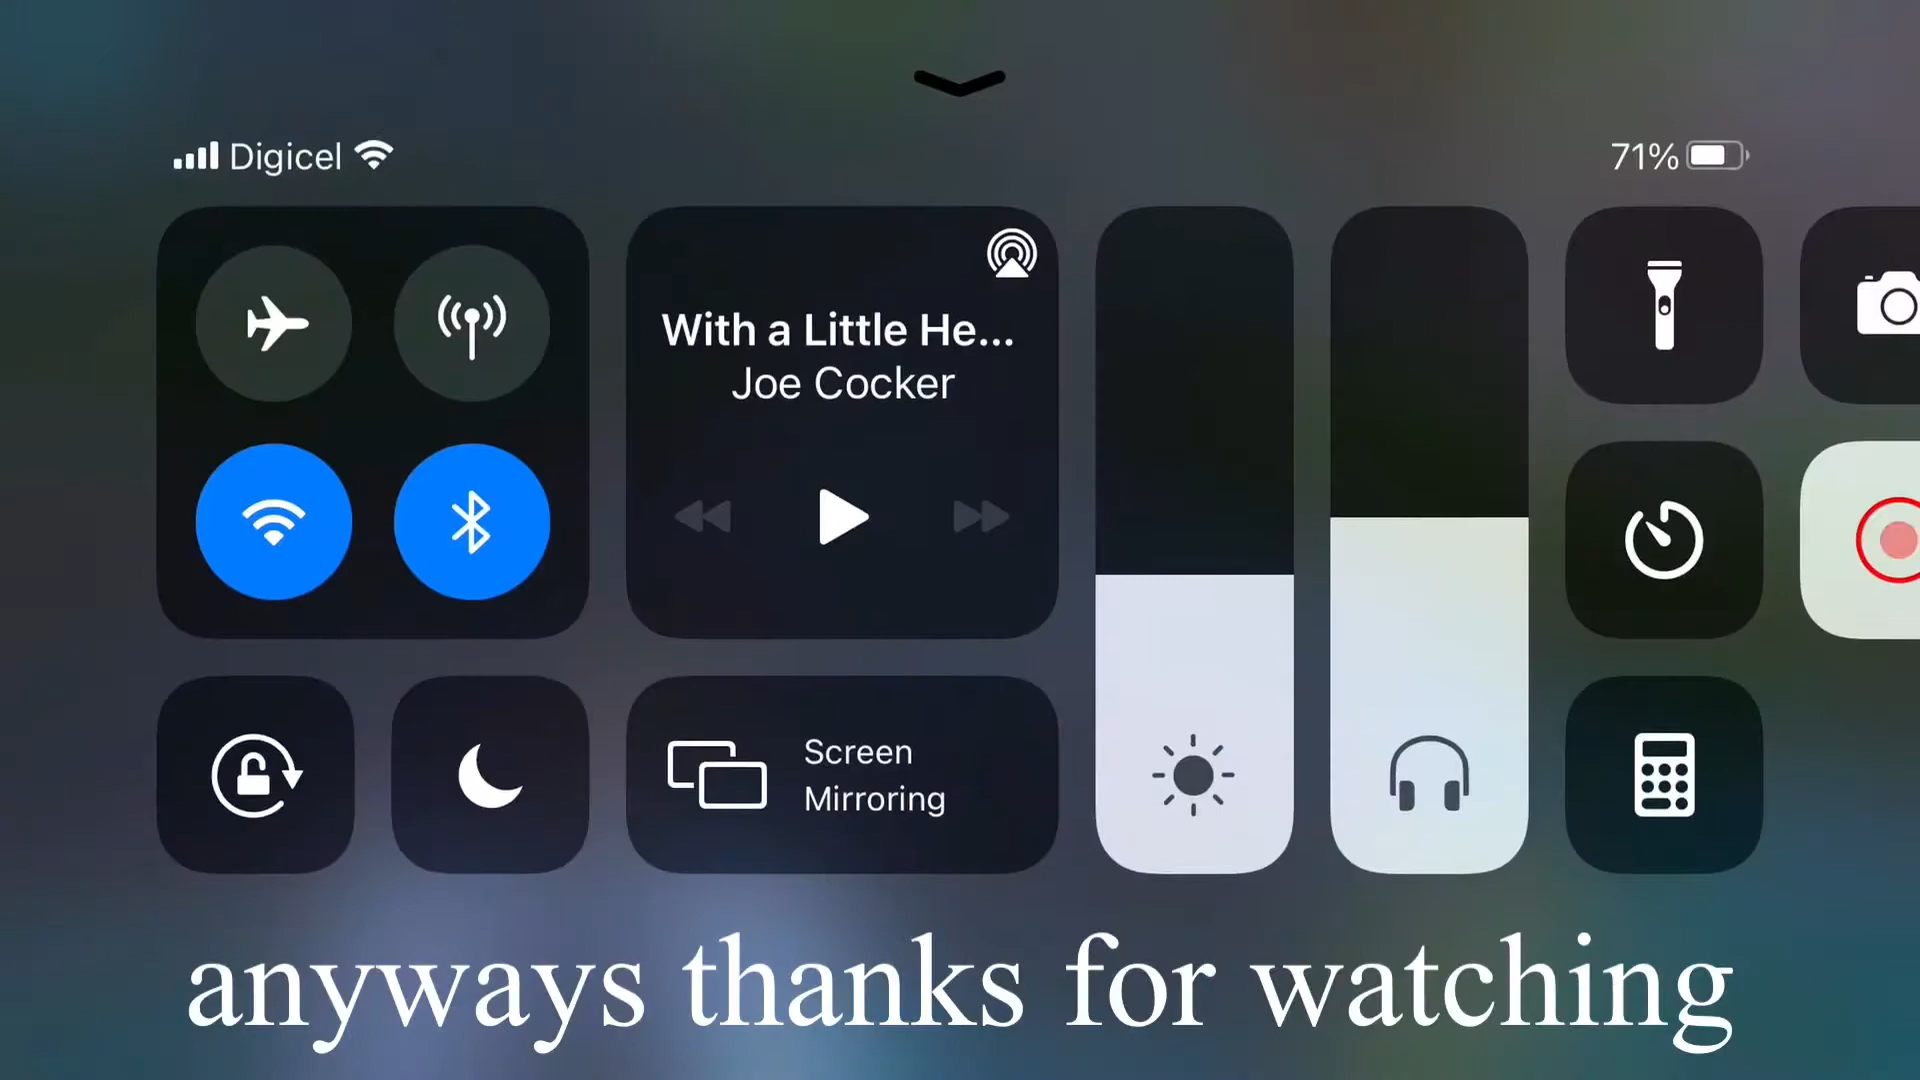 Digicel
71%
With a Little He...
Joe Cocker
Screen
Mirroring
anyways thanks for watching